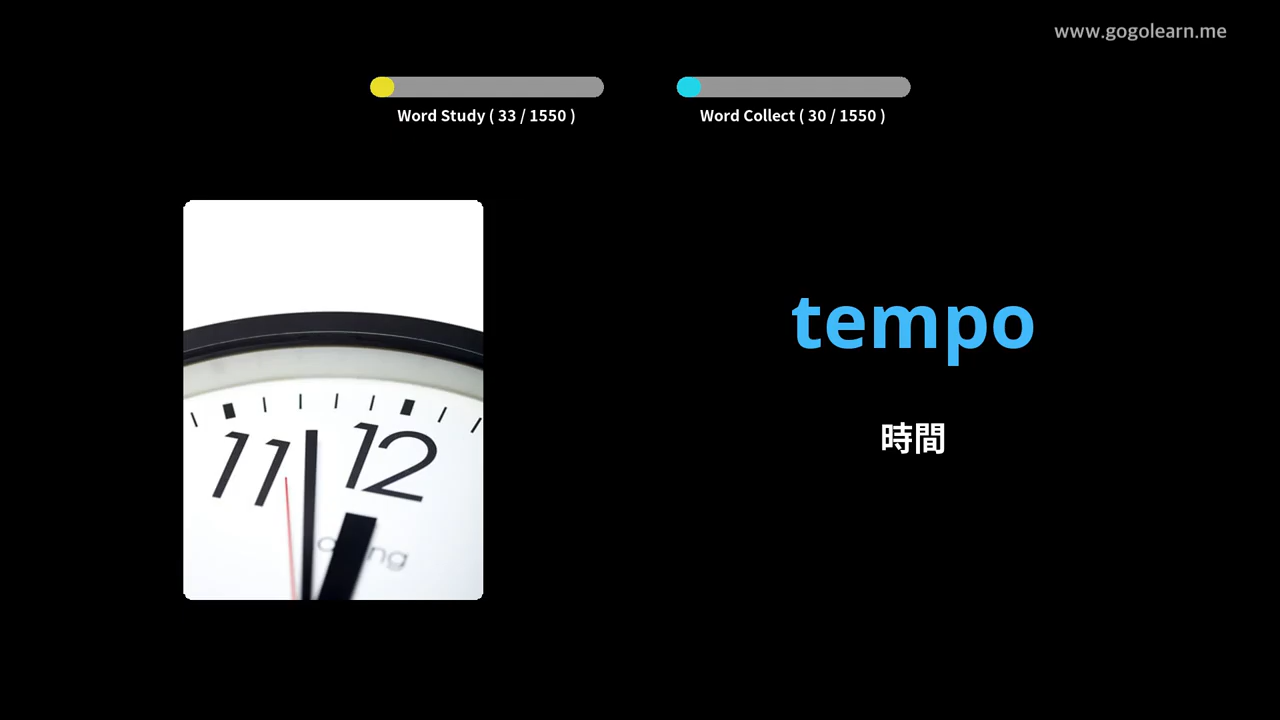 www.gogolearn.me
Word Study ( 33 / 1550 )
Word Collect ( 30 / 1550 )
11 12
tempo
時間